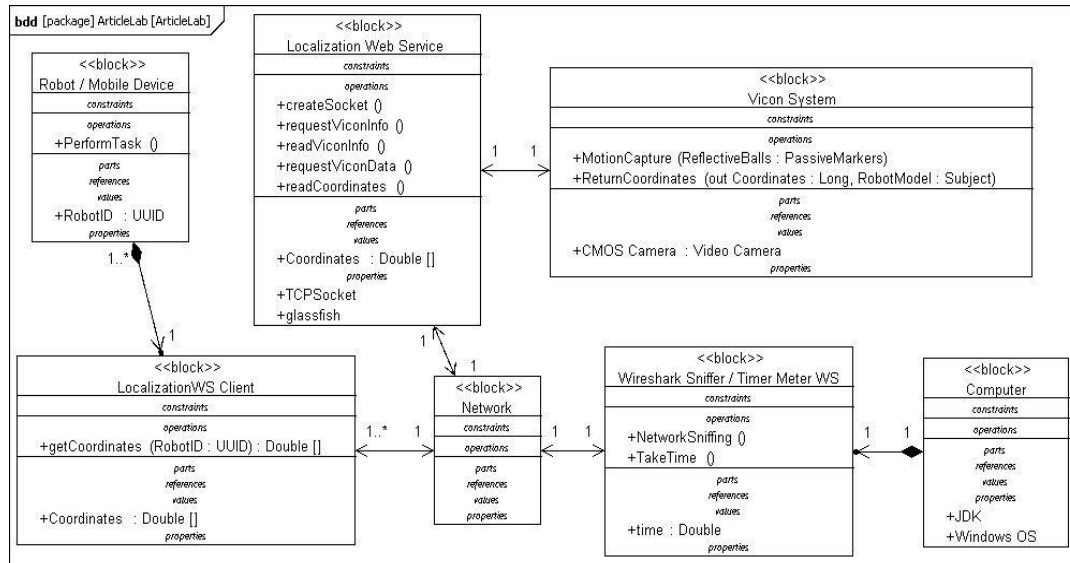 bdd [package] ArticleLab [ArticleLab]
<<block>>
Robot / Mobile Device
constraints
operations
+PerformTask ()
parts
references
values
+RobotID : UUID
properties
1..*
1
<<block>>
Localization Web Service
constraints
operations
+createSocket ()
+requestViconInfo ()
+readViconInfo ()
+requestViconData ()
+readCoordinates ()
parts
references
values
+Coordinates : Double []
properties
+TCPSocket
+glassfish
1 1
<<block>>
Vicon System
constraints
operations
+MotionCapture (ReflectiveBalls : PassiveMarkers)
+ReturnCoordinates (out Coordinates : Long, RobotModel : Subject)
parts
references
values
+CMOS Camera : Video Camera
properties
1
1
<<block>>
LocalizationWS Client
constraints
operations
+getCoordinates (RobotID : UUID) : Double []
parts
references
values
+Coordinates : Double []
properties
1..* 1
<<block>>
Network
constraints
operations
parts
references
values
properties
1 1
<<block>>
Wireshark Sniffer / Timer Meter WS
constraints
operations
+NetworkSniffing ()
+TakeTime ()
parts
references
values
+time : Double
properties
1 1
<<block>>
Computer
constraints
operations
parts
references
values
properties
+JDK
+Windows OS